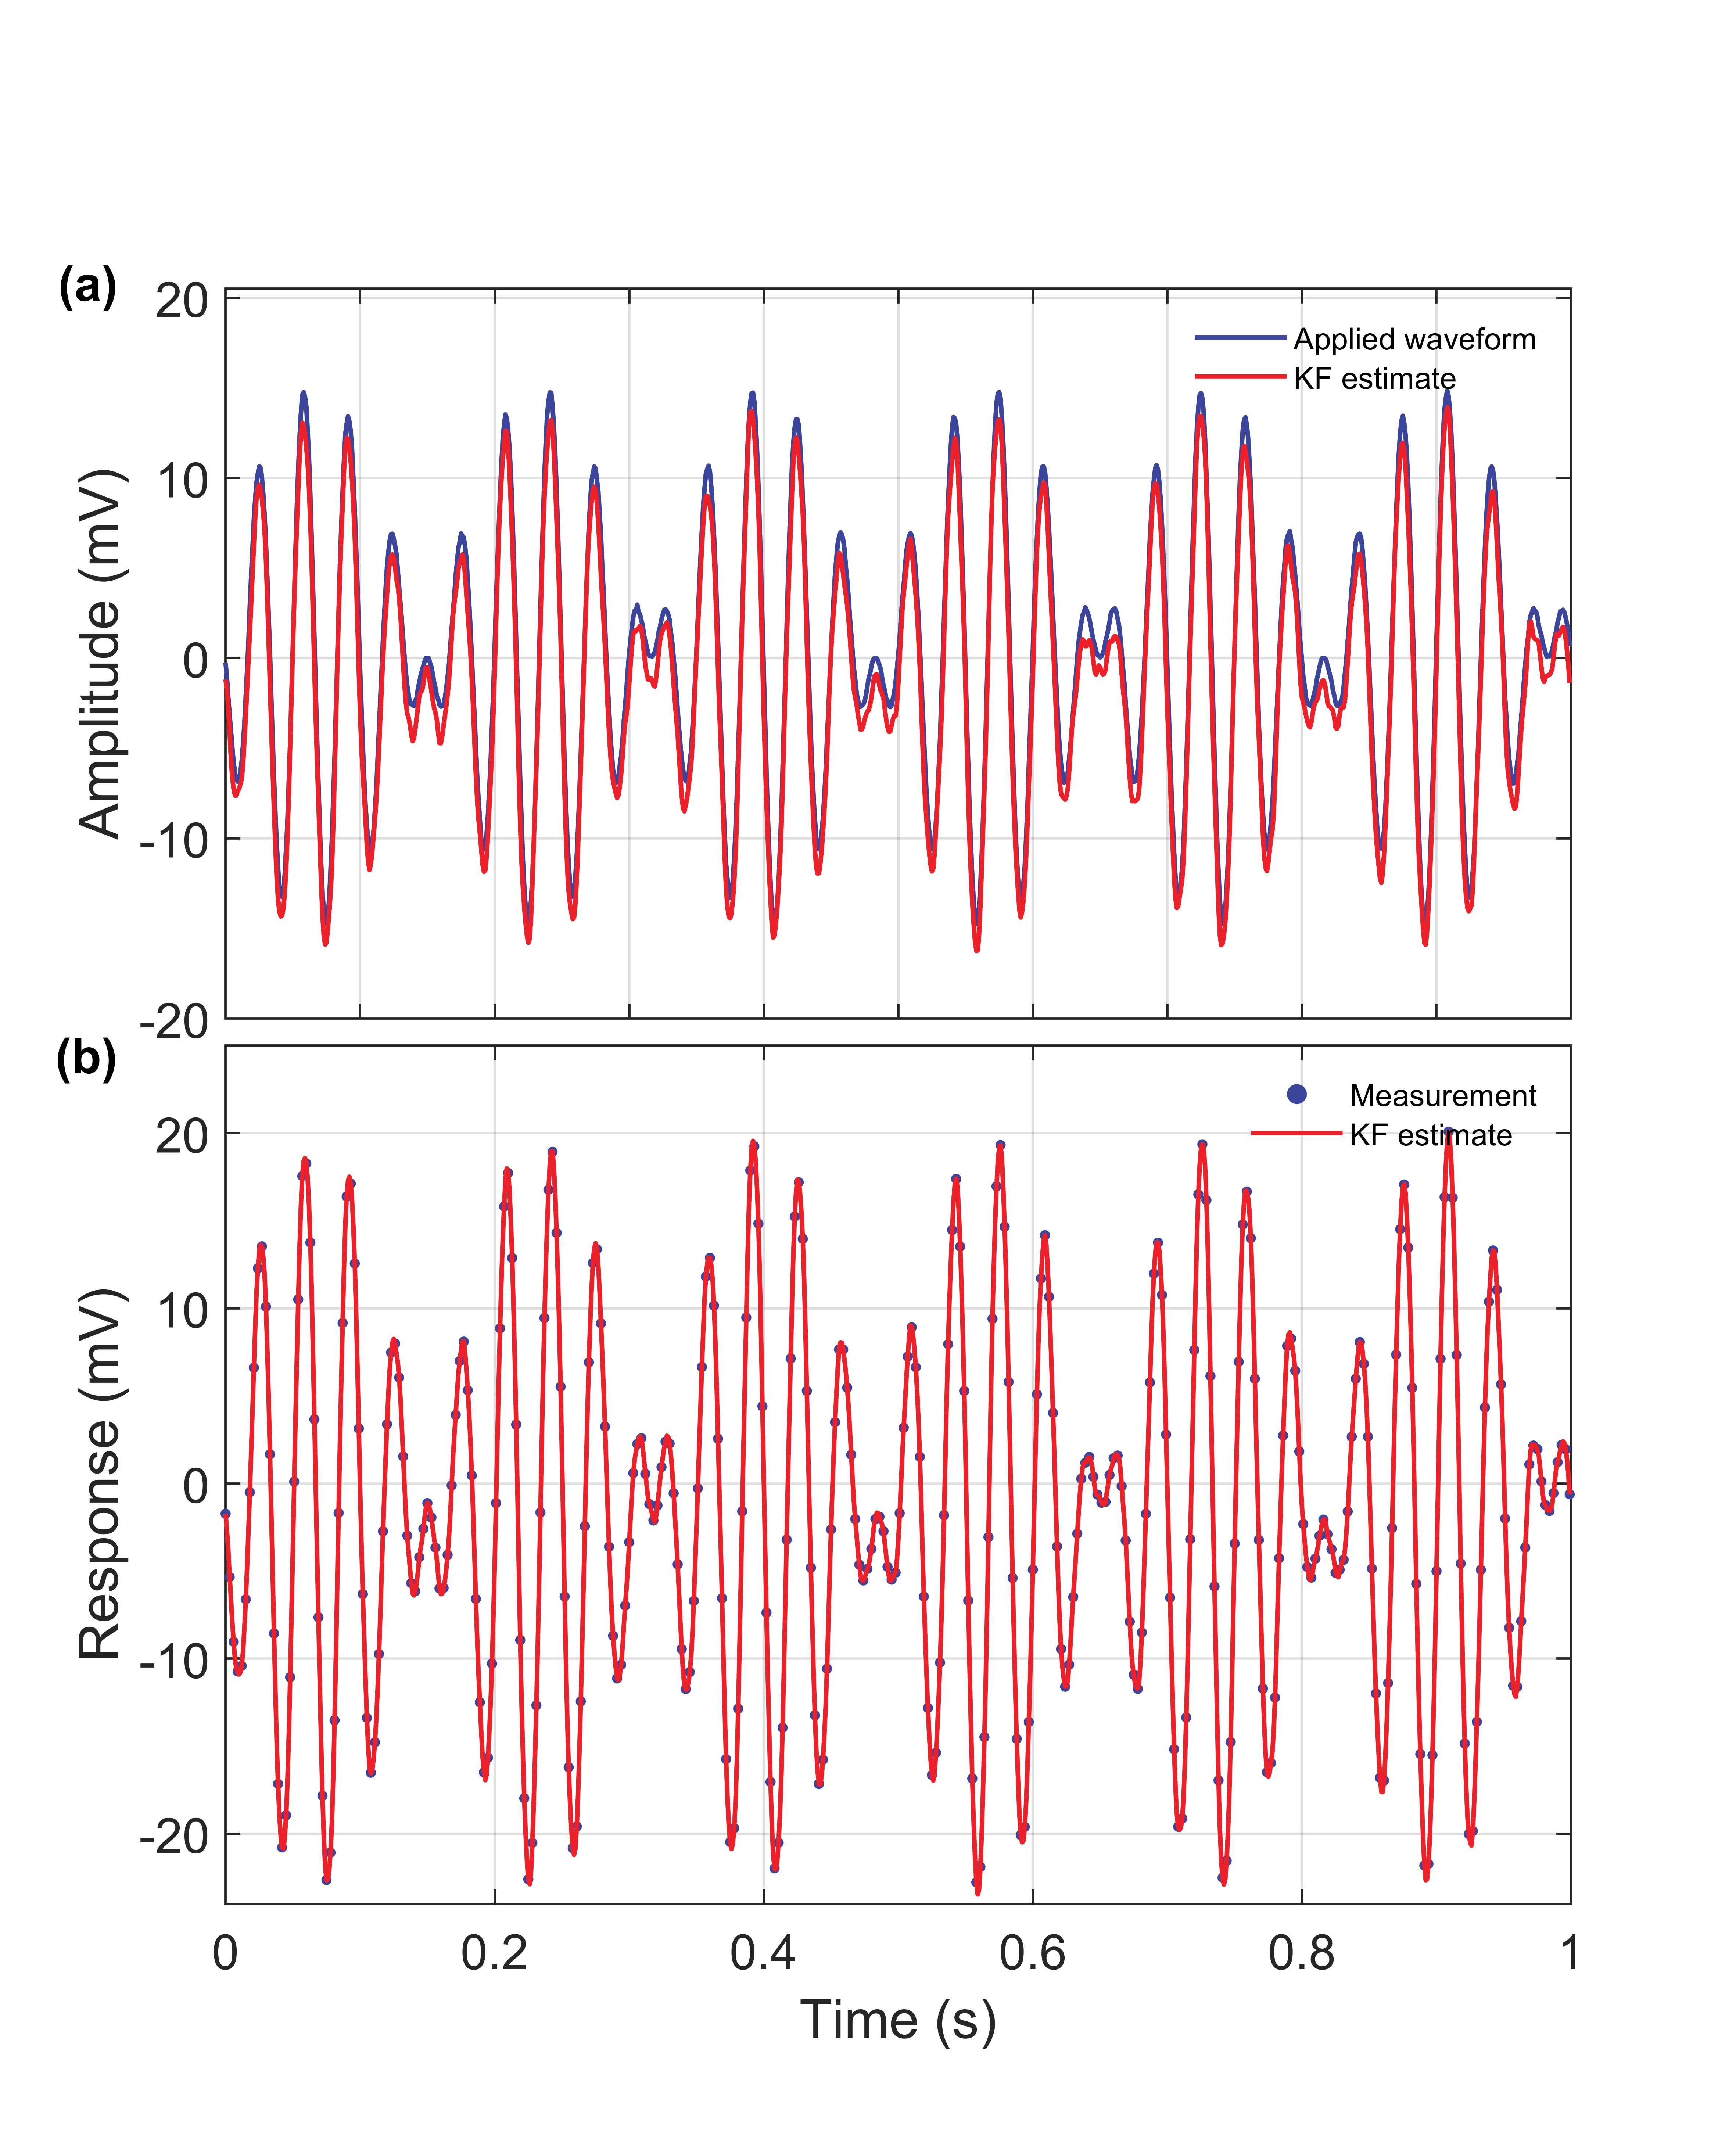 (a)
20
10
0
-10
-20
Amplitude (mV)
Applied waveform
KF estimate
(b)
20
10
0
-10
-20
Response (mV)
Measurement
KF estimate
0 0.2 0.4 0.6 0.8 1
Time (s)